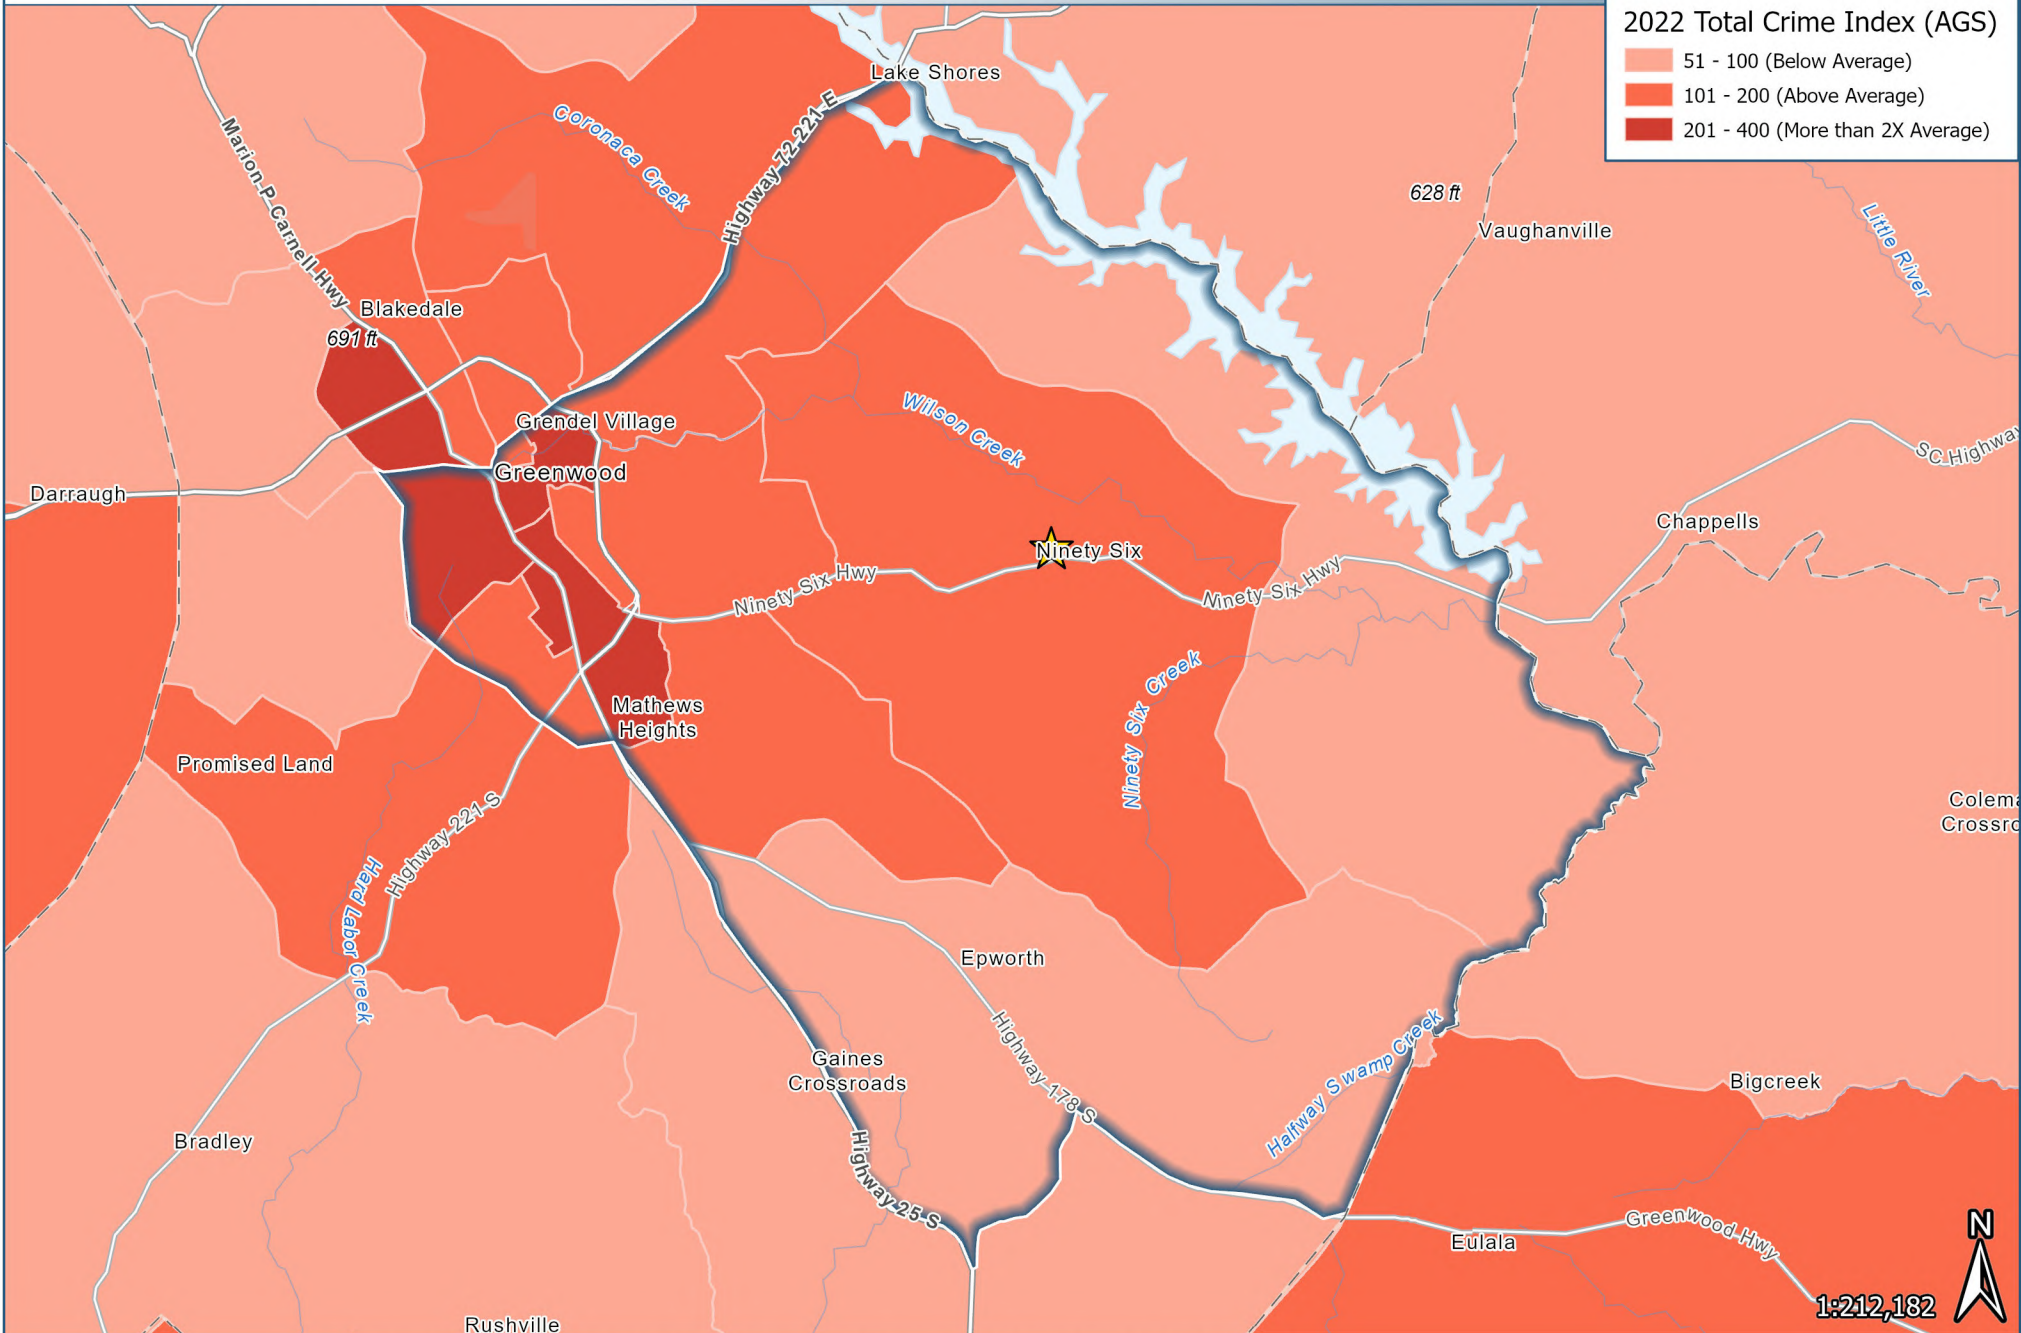 2022 Total Crime Index (AGS)
51 - 100 (Below Average)
101 - 200 (Above Average)
201 - 400 (More than 2X Average)
Lake Shores
Coronaca Creek
Highway 72-221 E
Marion P Carnell Hwy
628 ft
Vaughanville
Little River
Blakedale
691 ft
Grendel Village
Wilson Creek
Greenwood
SC Highway
Darraugh
Chappells
Ninety Six
Ninety Six Hwy
Ninety Six Hwy
Ninety Six Creek
Mathews
Heights
Promised Land
Highway 221 S
Hard Labor Creek
Colema
Crossro
Epworth
Highway 178 S
Gaines
Crossroads
Halfway Swamp Creek
Bigcreek
Bradley
Highway 25 S
Greenwood Hwy
Eulala
N
1:212,182
Rushville